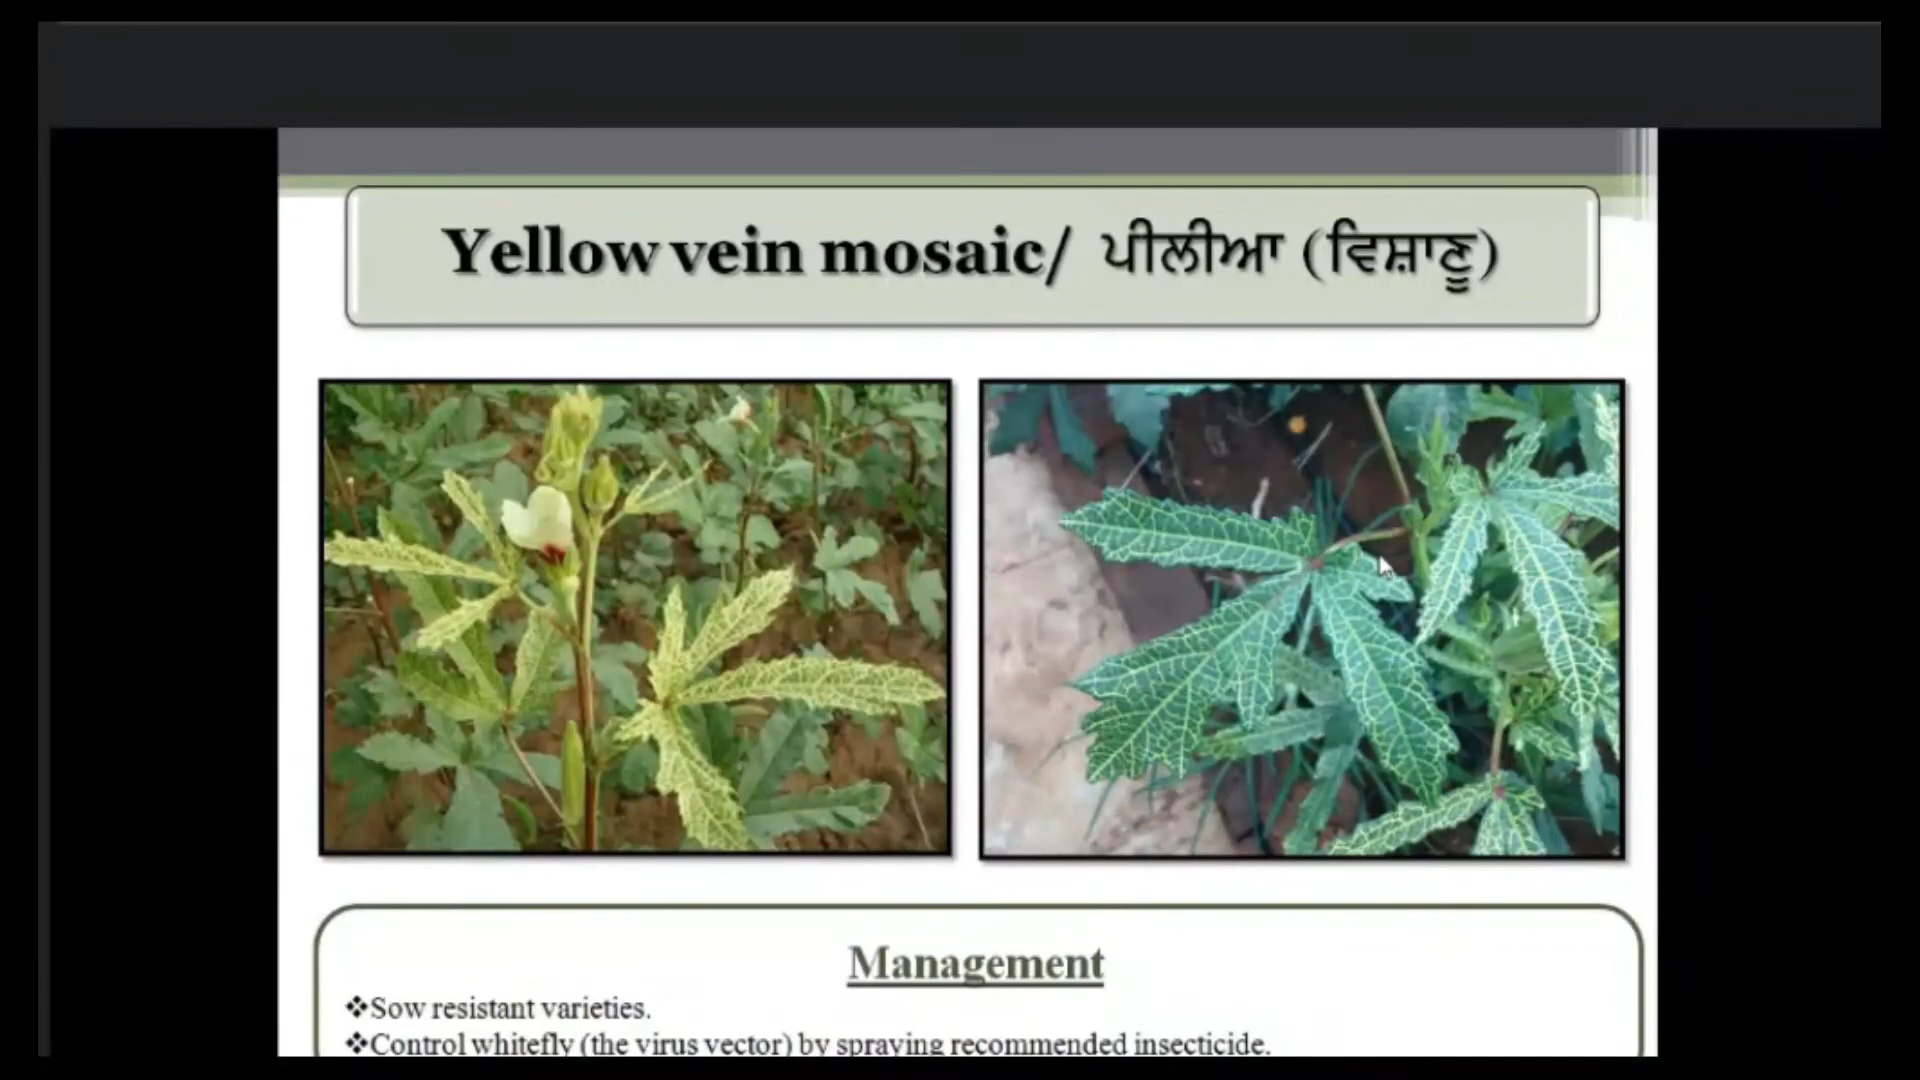 Yellow vein mosaic/ ਪੀਲੀਆ (ਵਿਸ਼ਾਣੂ)
Management
❖Sow resistant varieties.
❖Control whitefly (the virus vector) by spraying recommended insecticide.